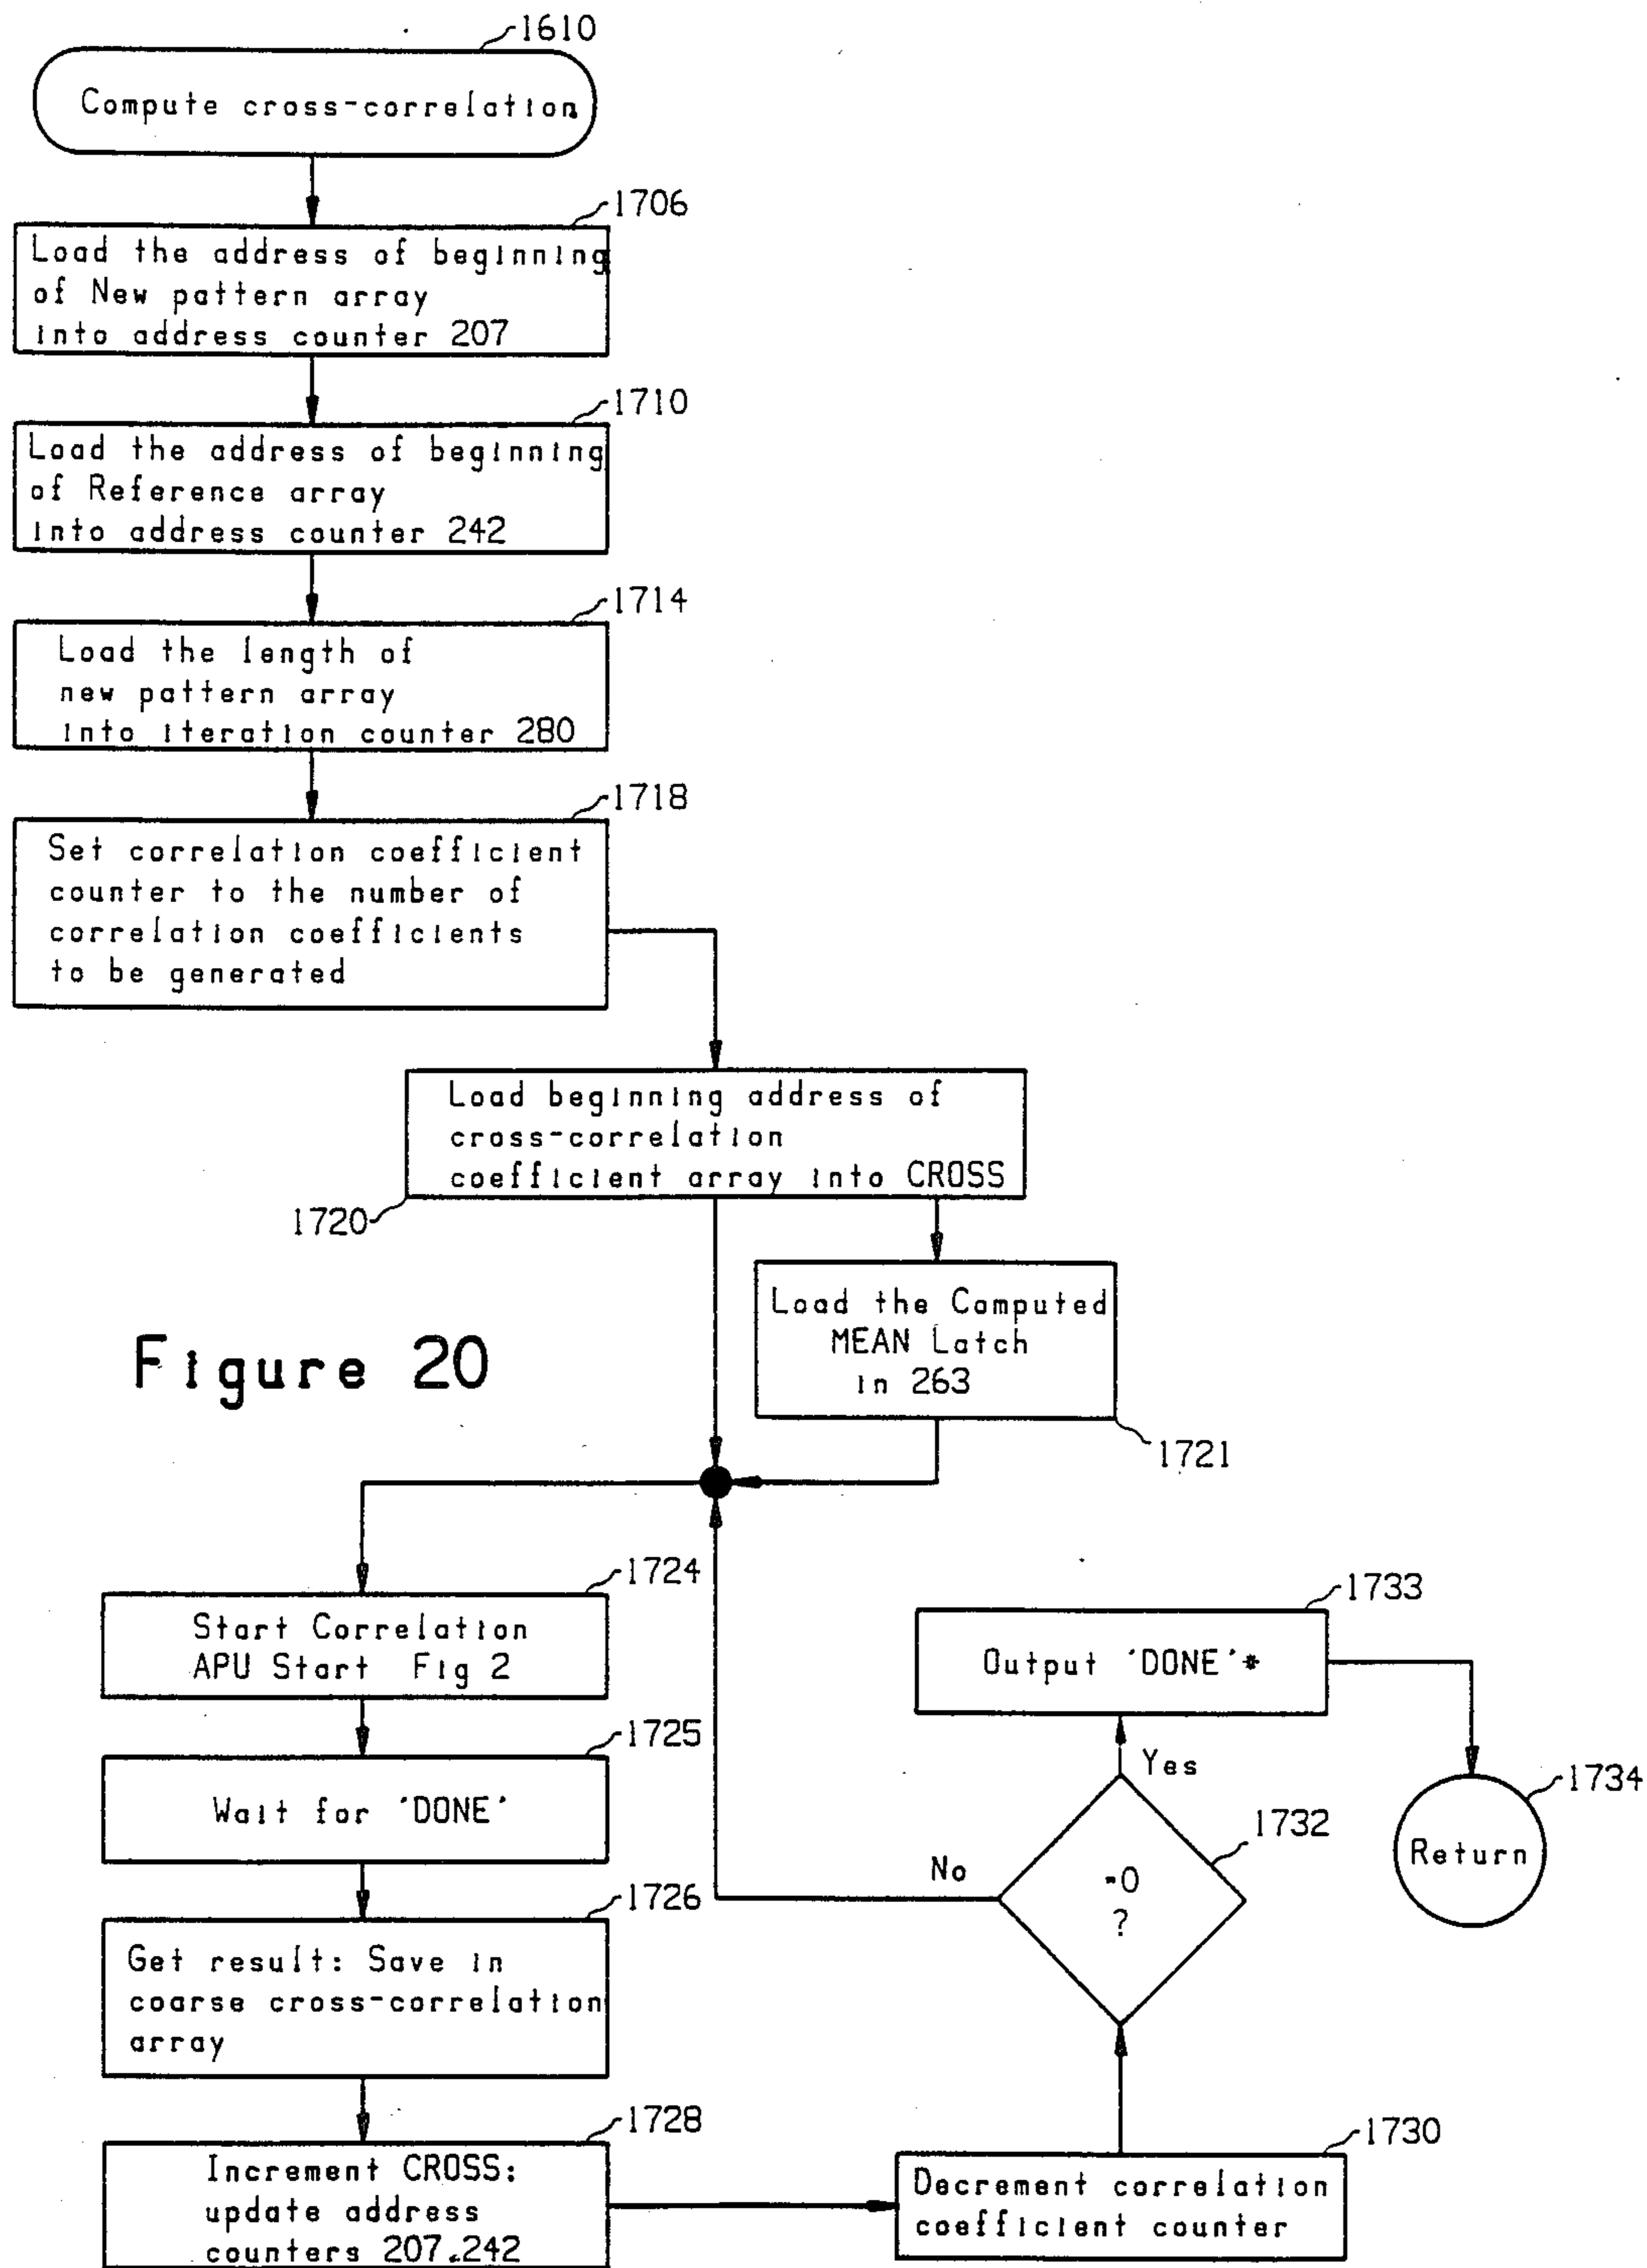 1610
Compute cross-correlation
1706
Load the address of beginning
of New pattern array
into address counter 207
1710
Load the address of beginning
of Reference array
into address counter 242
1714
Load the length of
new pattern array
into iteration counter 280
1718
Set correlation coefficient
counter to the number of
correlation coefficients
to be generated
Load beginning address of
cross-correlation
coefficient array into CROSS
1720
Load the Computed
MEAN Latch
in 263
1721
Figure 20
1724
Start Correlation
APU Start Fig 2
1725
Wait for 'DONE'
1726
Get result: Save in
coarse cross-correlation
array
1728
Increment CROSS:
update address
counters 207,242
1730
Decrement correlation
coefficient counter
1732
=0
?
No
Yes
1733
Output 'DONE'*
1734
Return